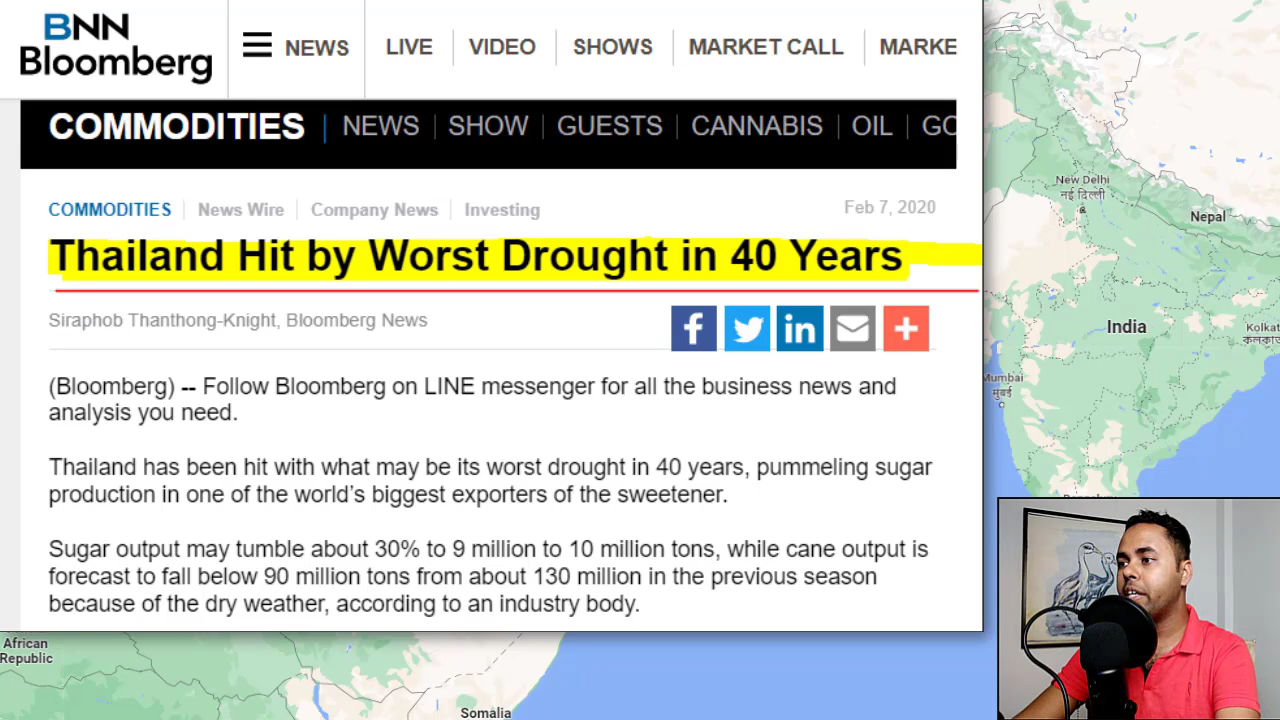 BNN
Bloomberg
NEWS
LIVE
VIDEO
SHOWS
MARKET CALL
MARKE
COMMODITIES
NEWS
SHOW
GUESTS
CANNABIS
OIL
GO
COMMODITIES
News Wire
Company News
Investing
Feb 7, 2020
Thailand Hit by Worst Drought in 40 Years
Siraphob Thanthong-Knight, Bloomberg News
(Bloomberg) -- Follow Bloomberg on LINE messenger for all the business news and
analysis you need.
Thailand has been hit with what may be its worst drought in 40 years, pummeling sugar
production in one of the world's biggest exporters of the sweetener.
Sugar output may tumble about 30% to 9 million to 10 million tons, while cane output is
forecast to fall below 90 million tons from about 130 million in the previous season
because of the dry weather, according to an industry body.
New Delhi
नई दिल्ली
Nepal
India
Kolkat
Mumbai
मुंबई
African
Republic
Somalia